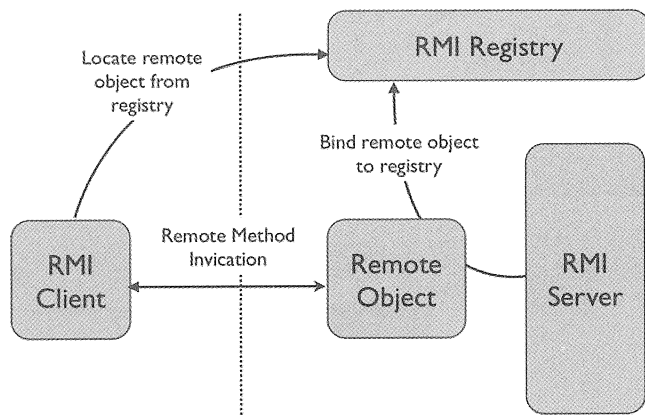 RMI Registry
Locate remote
object from
registry
Bind remote object
to registry
RMI
Client
Remote Method
Invication
Remote
Object
RMI
Server